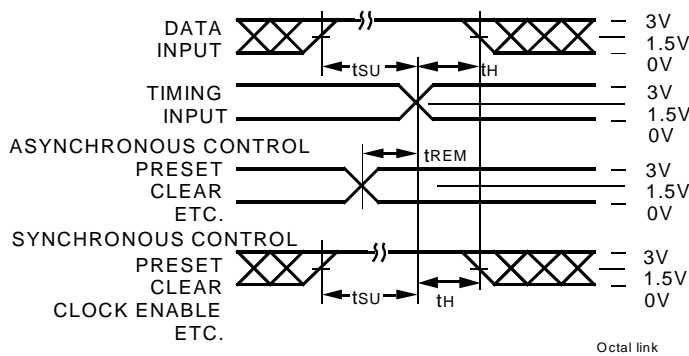 DATA
INPUT
3V
1.5V
0V
tSU
tH
TIMING
INPUT
3V
1.5V
0V
ASYNCHRONOUS CONTROL
PRESET
CLEAR
ETC.
tREM
3V
1.5V
0V
SYNCHRONOUS CONTROL
PRESET
CLEAR
CLOCK ENABLE
ETC.
tSU
tH
3V
1.5V
0V
Octal link